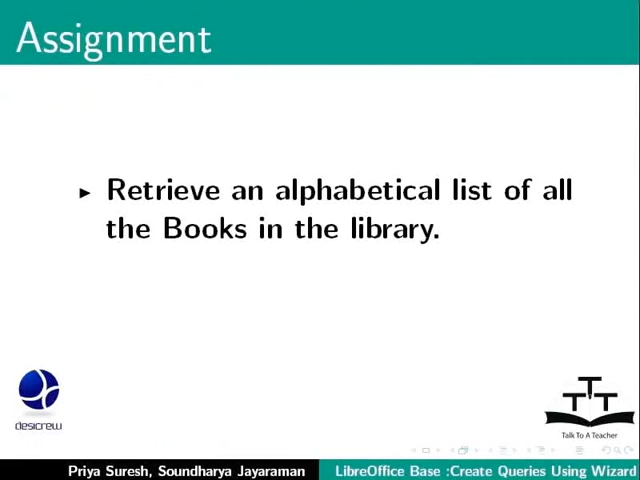 Assignment
Retrieve an alphabetical list of all
the Books in the library.
desicrew
T T T
Talk To A Teacher
Priya Suresh, Soundharya Jayaraman
LibreOffice Base :Create Queries Using Wizard